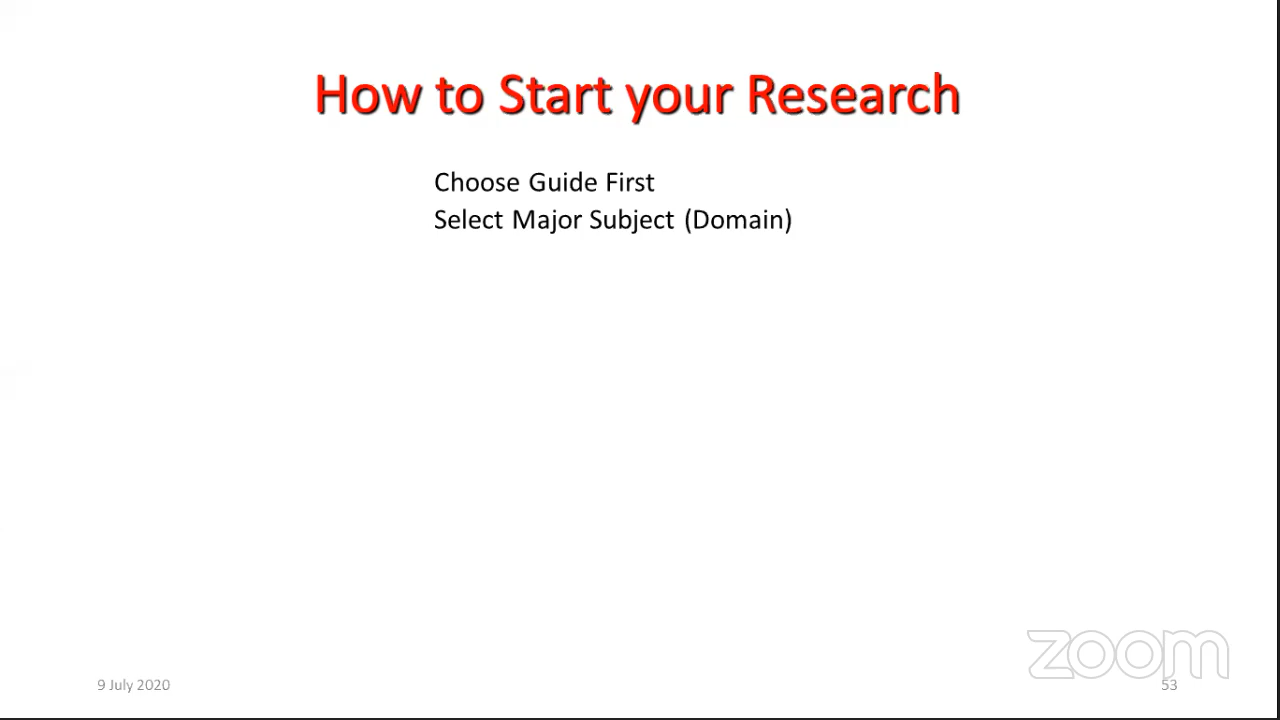 How to Start your Research
Choose Guide First
Select Major Subject (Domain)
zoom
9 July 2020
53